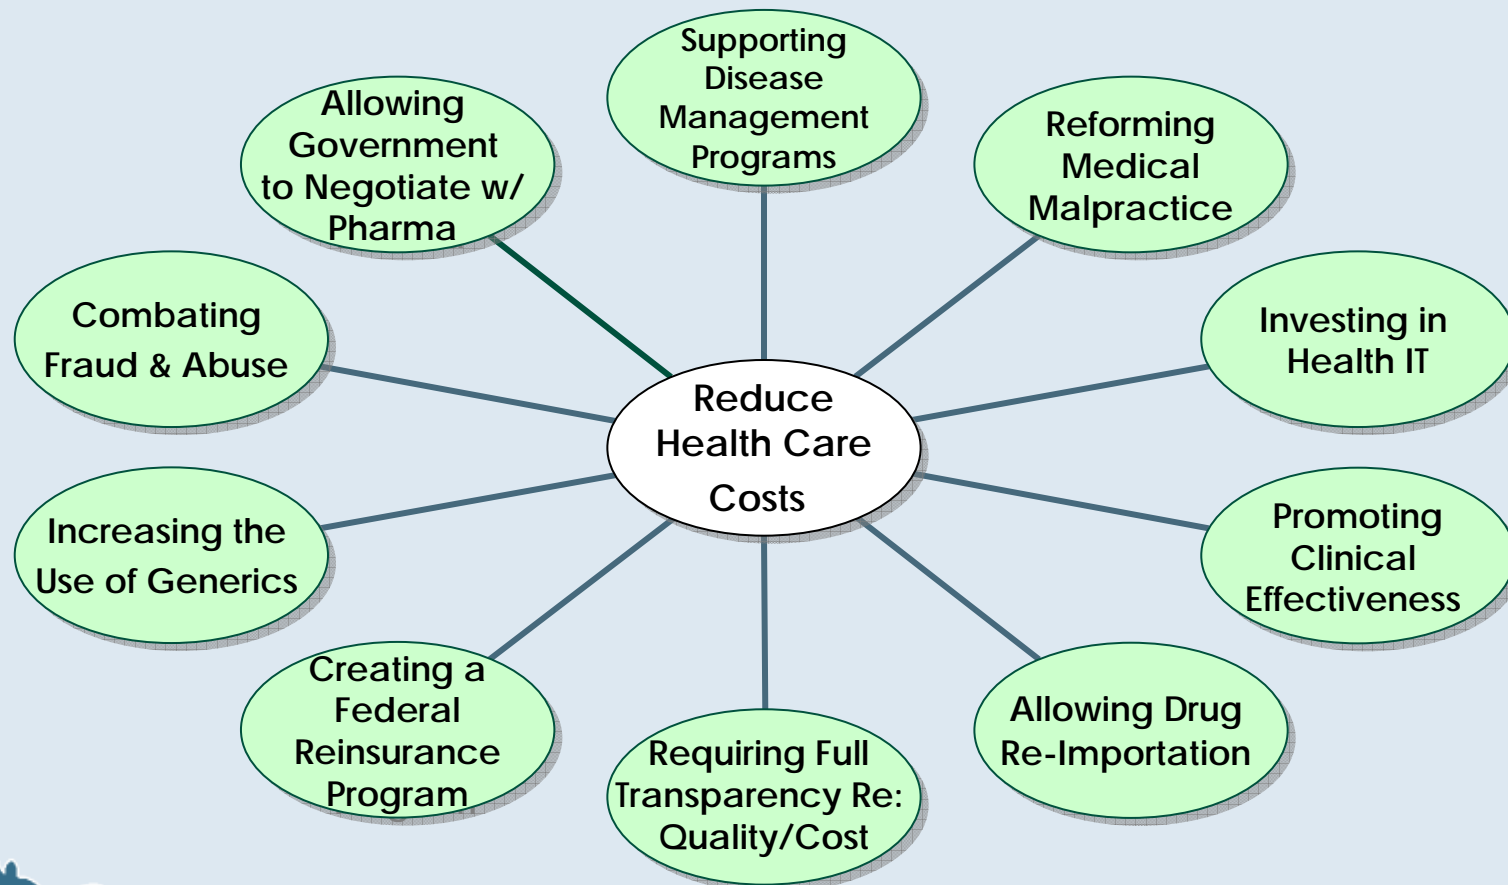 Supporting
Disease
Management
Programs
Allowing
Government
to Negotiate w/
Pharma
Reforming
Medical
Malpractice
Combating
Fraud & Abuse
Investing in
Health IT
Reduce
Health Care
Costs
Increasing the
Use of Generics
Promoting
Clinical
Effectiveness
Creating a
Federal
Reinsurance
Program
Requiring Full
Transparency Re:
Quality/Cost
Allowing Drug
Re-Importation